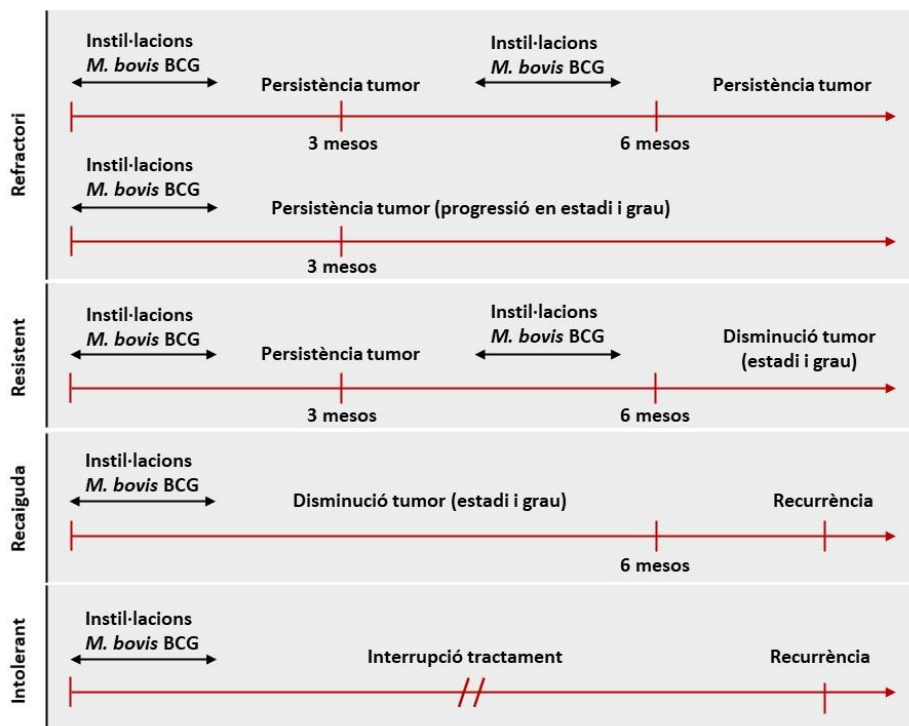 Refractori
Instil·lacions
M. bovis BCG
Persistència tumor
Instil·lacions
M. bovis BCG
Persistència tumor
3 mesos
6 mesos
Instil·lacions
M. bovis BCG
Persistència tumor (progressió en estadi i grau)
3 mesos
Resistent
Instil·lacions
M. bovis BCG
Persistència tumor
Instil·lacions
M. bovis BCG
Disminució tumor
(estadi i grau)
3 mesos
6 mesos
Recaiguda
Instil·lacions
M. bovis BCG
Disminució tumor (estadi i grau)
Recurrència
6 mesos
Intolerant
Instil·lacions
M. bovis BCG
Interrupció tractament
Recurrència